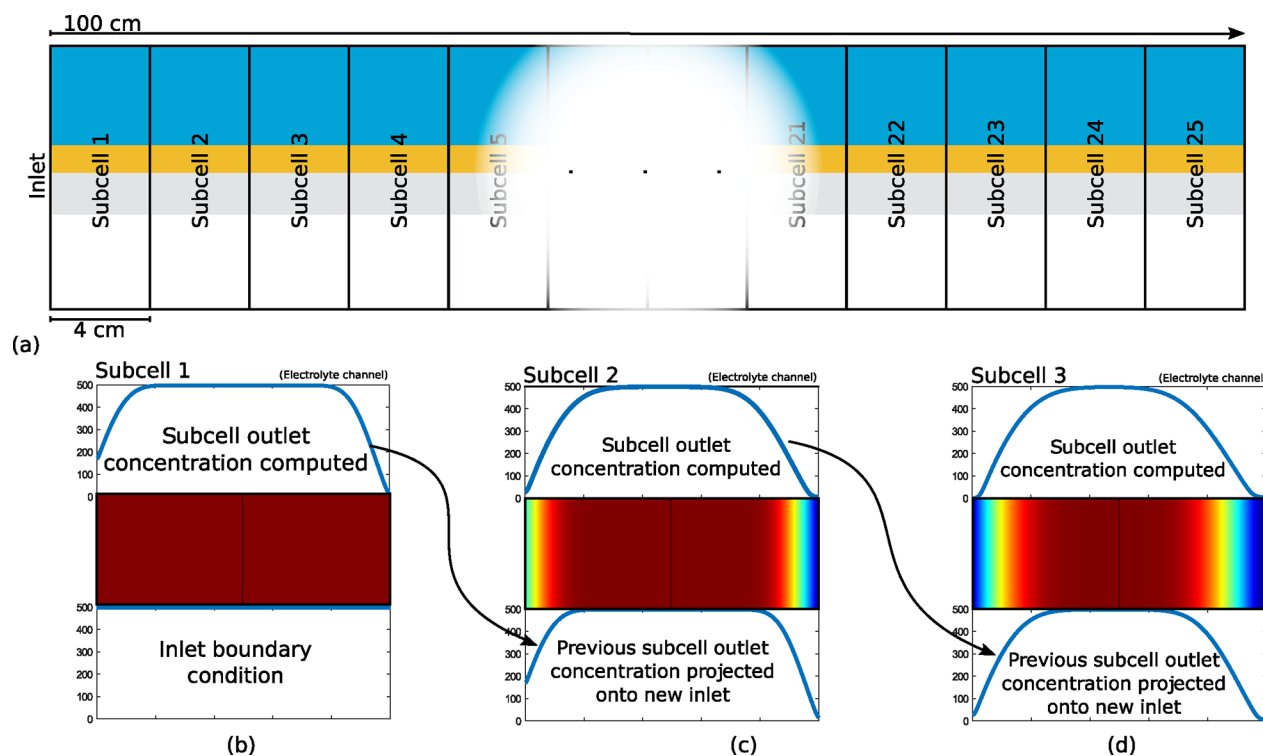 100 cm
Inlet
Subcell 1
Subcell 2
Subcell 3
Subcell 4
Subcell 5
Subcell 21
Subcell 22
Subcell 23
Subcell 24
Subcell 25
4 cm
(a)
Subcell 1
(Electrolyte channel)
500
400
300
200
100
0
Subcell outlet
concentration computed
500
400
300
200
100
0
Inlet boundary
condition
(b)
Subcell 2
(Electrolyte channel)
500
400
300
200
100
0
Subcell outlet
concentration computed
500
400
300
200
100
0
Previous subcell outlet
concentration projected
onto new inlet
(c)
Subcell 3
(Electrolyte channel)
500
400
300
200
100
0
Subcell outlet
concentration computed
500
400
300
200
100
0
Previous subcell outlet
concentration projected
onto new inlet
(d)